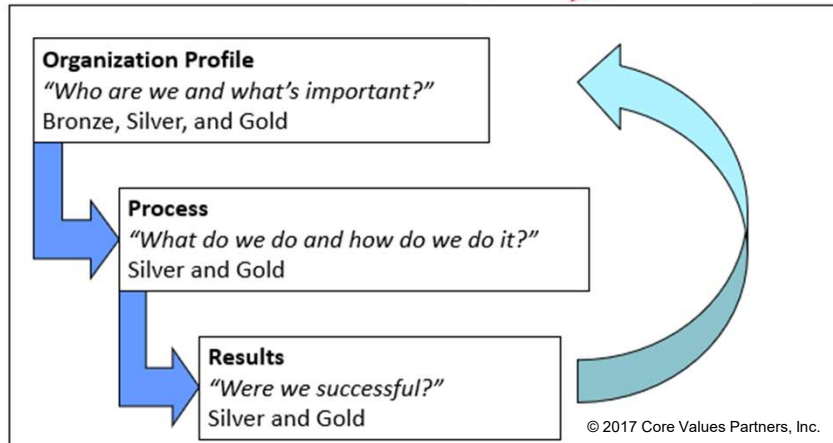 Organization Profile
“Who are we and what’s important?”
Bronze, Silver, and Gold
Process
“What do we do and how do we do it?”
Silver and Gold
Results
“Were we successful?”
Silver and Gold
© 2017 Core Values Partners, Inc.